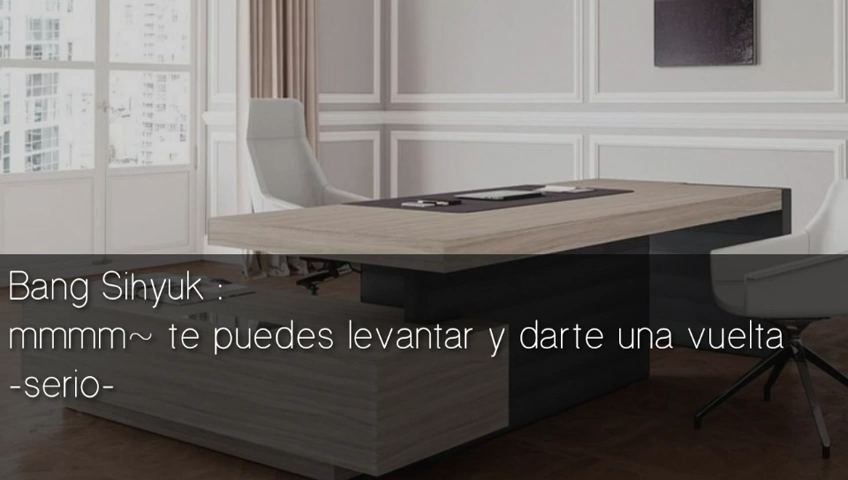 Bang Sihyuk :
mmmm~ te puedes levantar y darte una vuelta
-serio-